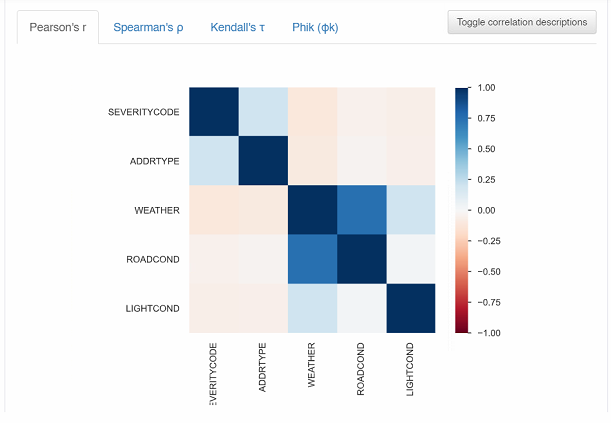 Pearson's r
Spearman's ρ
Kendall's τ
Phik (φk)
Toggle correlation descriptions
SEVERITYCODE
ADDRTYPE
WEATHER
ROADCOND
LIGHTCOND
1.00
0.75
0.50
0.25
0.00
−0.25
−0.50
−0.75
−1.00
EVERITYCODE
ADDRTYPE
WEATHER
ROADCOND
LIGHTCOND